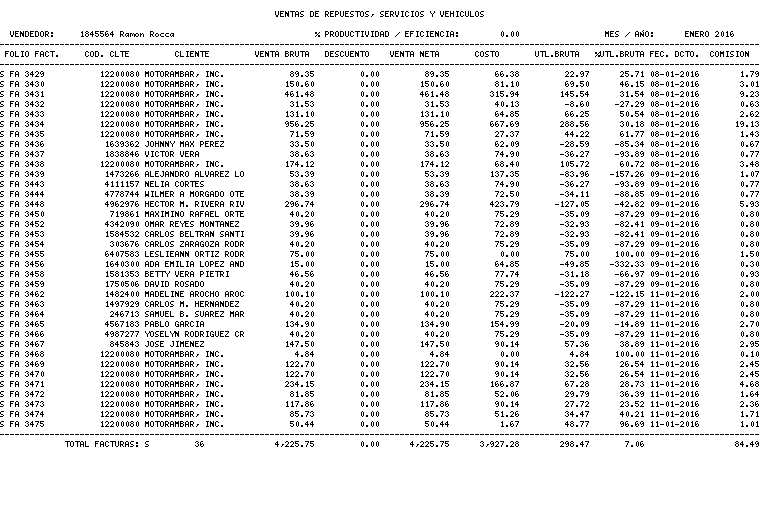 VENTAS DE REPUESTOS, SERVICIOS Y VEHICULOS
VENDEDOR: 1845564 Ramon Rocca % PRODUCTIVIDAD / EFICIENCIA: 0.00 MES / AÑO: ENERO 2016
FOLIO FACT. COD. CLTE CLIENTE VENTA BRUTA DESCUENTO VENTA NETA COSTO UTL.BRUTA %UTL.BRUTA FEC. DCTO. COMISION
S FA 3429 12200080 MOTORAMBAR, INC. 89.35 0.00 89.35 66.38 22.97 25.71 08-01-2016 1.79
S FA 3430 12200080 MOTORAMBAR, INC. 150.60 0.00 150.60 81.10 69.50 46.15 08-01-2016 3.01
S FA 3431 12200080 MOTORAMBAR, INC. 461.48 0.00 461.48 315.94 145.54 31.54 08-01-2016 9.23
S FA 3432 12200080 MOTORAMBAR, INC. 31.53 0.00 31.53 40.13 -8.60 -27.29 08-01-2016 0.63
S FA 3433 12200080 MOTORAMBAR, INC. 131.10 0.00 131.10 64.85 66.25 50.54 08-01-2016 2.62
S FA 3434 12200080 MOTORAMBAR, INC. 956.25 0.00 956.25 667.69 288.56 30.18 08-01-2016 19.13
S FA 3435 12200080 MOTORAMBAR, INC. 71.59 0.00 71.59 27.37 44.22 61.77 08-01-2016 1.43
S FA 3436 1639362 JOHNNY MAX PEREZ 33.50 0.00 33.50 62.09 -28.59 -85.34 08-01-2016 0.67
S FA 3437 1838846 VICTOR VERA 38.63 0.00 38.63 74.90 -36.27 -93.89 08-01-2016 0.77
S FA 3438 12200080 MOTORAMBAR, INC. 174.12 0.00 174.12 68.40 105.72 60.72 08-01-2016 3.48
S FA 3439 1473266 ALEJANDRO ALVAREZ LO 53.39 0.00 53.39 137.35 -83.96 -157.26 09-01-2016 1.07
S FA 3443 4111157 NELIA CORTES 38.63 0.00 38.63 74.90 -36.27 -93.89 09-01-2016 0.77
S FA 3444 4778744 WILMER A MORGADO OTE 38.39 0.00 38.39 72.50 -34.11 -88.85 09-01-2016 0.77
S FA 3448 4962976 HECTOR M. RIVERA RIV 296.74 0.00 296.74 423.79 -127.05 -42.82 09-01-2016 5.93
S FA 3450 719861 MAXIMINO RAFAEL ORTE 40.20 0.00 40.20 75.29 -35.09 -87.29 09-01-2016 0.80
S FA 3452 4342090 OMAR REYES MONTANEZ 39.96 0.00 39.96 72.89 -32.93 -82.41 09-01-2016 0.80
S FA 3453 1584532 CARLOS BELTRAN SANTI 39.96 0.00 39.96 72.89 -32.93 -82.41 09-01-2016 0.80
S FA 3454 303676 CARLOS ZARAGOZA RODR 40.20 0.00 40.20 75.29 -35.09 -87.29 09-01-2016 0.80
S FA 3455 6407583 LESLIEANN ORTIZ RODR 75.00 0.00 75.00 0.00 75.00 100.00 09-01-2016 1.50
S FA 3456 1640300 ADA EMILIA LOPEZ AND 15.00 0.00 15.00 64.85 -49.85 -332.33 09-01-2016 0.30
S FA 3458 1581353 BETTY VERA PIETRI 46.56 0.00 46.56 77.74 -31.18 -66.97 09-01-2016 0.93
S FA 3459 1750506 DAVID ROSADO 40.20 0.00 40.20 75.29 -35.09 -87.29 09-01-2016 0.80
S FA 3462 1482400 MADELINE AROCHO AROC 100.10 0.00 100.10 222.37 -122.27 -122.15 11-01-2016 2.00
S FA 3463 1497929 CARLOS M. HERNANDEZ 40.20 0.00 40.20 75.29 -35.09 -87.29 11-01-2016 0.80
S FA 3464 246713 SAMUEL B. SUAREZ MAR 40.20 0.00 40.20 75.29 -35.09 -87.29 11-01-2016 0.80
S FA 3465 4567183 PABLO GARCIA 134.90 0.00 134.90 154.99 -20.09 -14.89 11-01-2016 2.70
S FA 3466 4987277 YOSELYN RODRIGUEZ CR 40.20 0.00 40.20 75.29 -35.09 -87.29 11-01-2016 0.80
S FA 3467 845843 JOSE JIMENEZ 147.50 0.00 147.50 90.14 57.36 38.89 11-01-2016 2.95
S FA 3468 12200080 MOTORAMBAR, INC. 4.84 0.00 4.84 0.00 4.84 100.00 11-01-2016 0.10
S FA 3469 12200080 MOTORAMBAR, INC. 122.70 0.00 122.70 90.14 32.56 26.54 11-01-2016 2.45
S FA 3470 12200080 MOTORAMBAR, INC. 122.70 0.00 122.70 90.14 32.56 26.54 11-01-2016 2.45
S FA 3471 12200080 MOTORAMBAR, INC. 234.15 0.00 234.15 166.87 67.28 28.73 11-01-2016 4.68
S FA 3472 12200080 MOTORAMBAR, INC. 81.85 0.00 81.85 52.06 29.79 36.39 11-01-2016 1.64
S FA 3473 12200080 MOTORAMBAR, INC. 117.86 0.00 117.86 90.14 27.72 23.52 11-01-2016 2.36
S FA 3474 12200080 MOTORAMBAR, INC. 85.73 0.00 85.73 51.26 34.47 40.21 11-01-2016 1.71
S FA 3475 12200080 MOTORAMBAR, INC. 50.44 0.00 50.44 1.67 48.77 96.69 11-01-2016 1.01
TOTAL FACTURAS: S 36 4,225.75 0.00 4,225.75 3,927.28 298.47 7.06 84.49